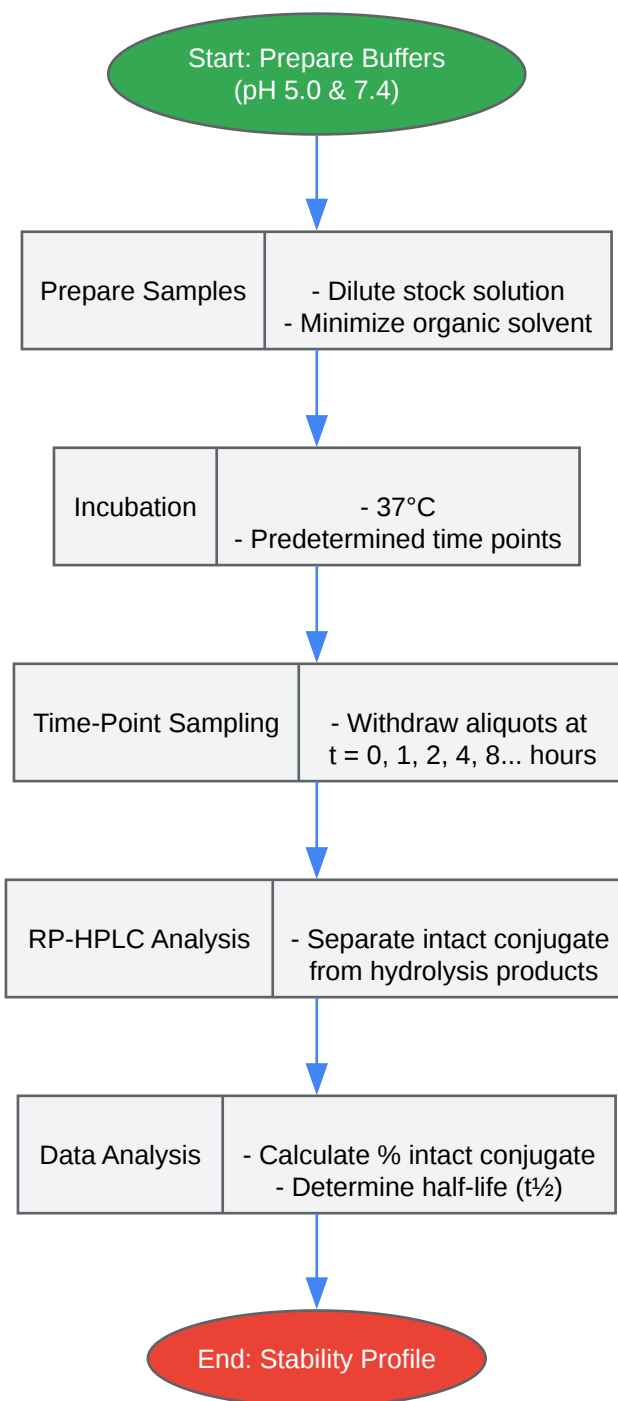 Start: Prepare Buffers
(pH 5.0 & 7.4)
Prepare Samples
- Dilute stock solution
- Minimize organic solvent
Incubation
- 37°C
- Predetermined time points
Time-Point Sampling
- Withdraw aliquots at
t = 0, 1, 2, 4, 8... hours
RP-HPLC Analysis
- Separate intact conjugate
from hydrolysis products
Data Analysis
- Calculate % intact conjugate
- Determine half-life (t½)
End: Stability Profile